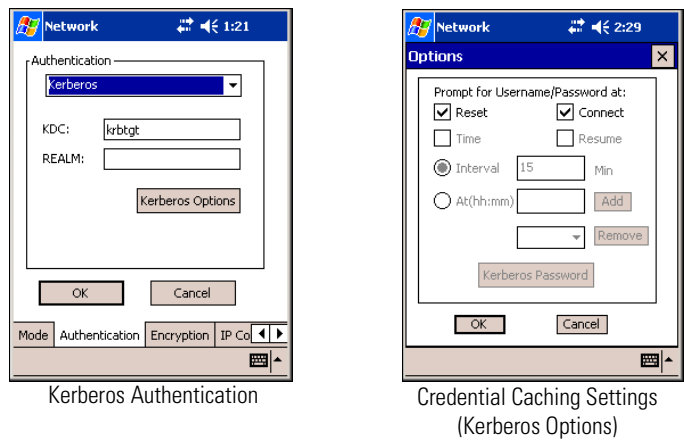 Network 1:21
Authentication
Kerberos
KDC: krbtgt
REALM:
Kerberos Options
OK Cancel
Mode Authentication Encryption IP Co
Kerberos Authentication
Network 2:29
Options
Prompt for Username/Password at:
Reset Connect
Time Resume
Interval 15 Min
At(hh:mm) Add
Remove
Kerberos Password
OK Cancel
Credential Caching Settings
(Kerberos Options)